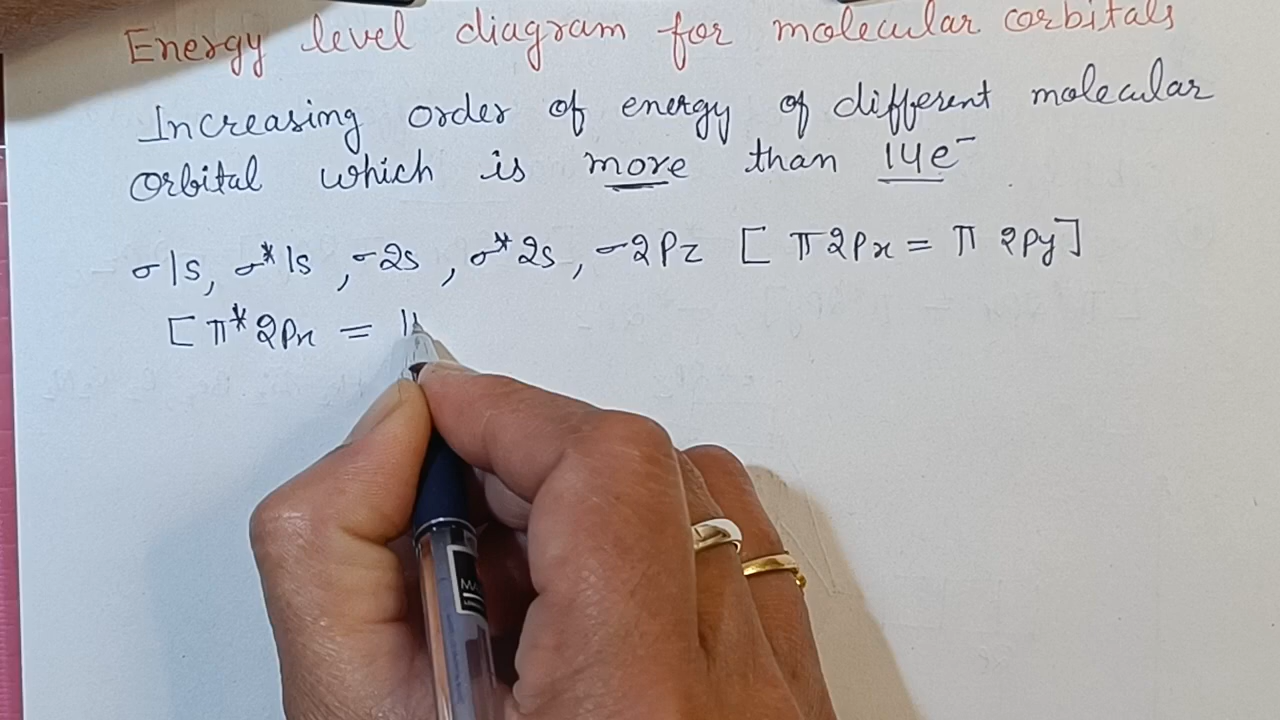 Energy level diagram for molecular orbitals
Increasing order of energy of different molecular
Orbital which is more than 14e⁻
σ1s, σ*1s, σ2s, σ*2s, σ2Pz [π2Px = π 2Py]
[π*2Px =